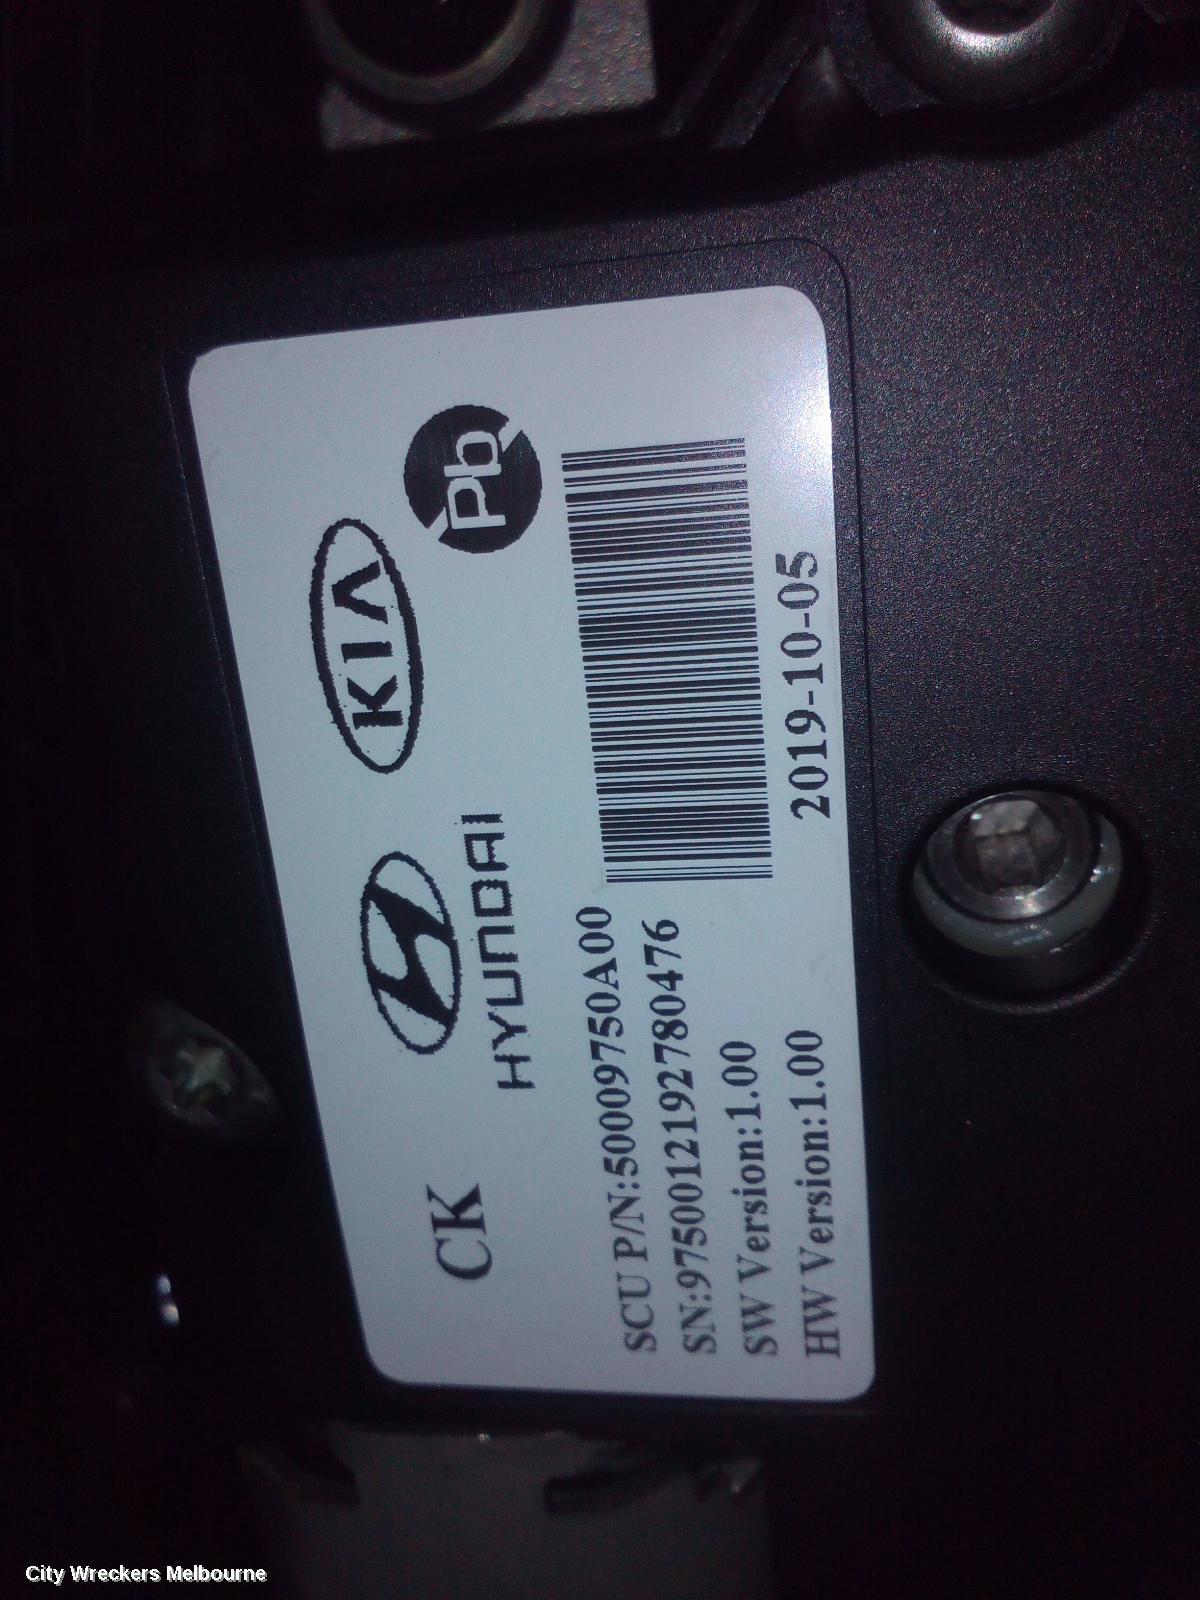 CK
HYUNDAI
KIA
Pb
SCU P/N:50009750A00
SN:9750012192780476
SW Version:1.00
HW Version:1.00
2019-10-05
City Wreckers Melbourne